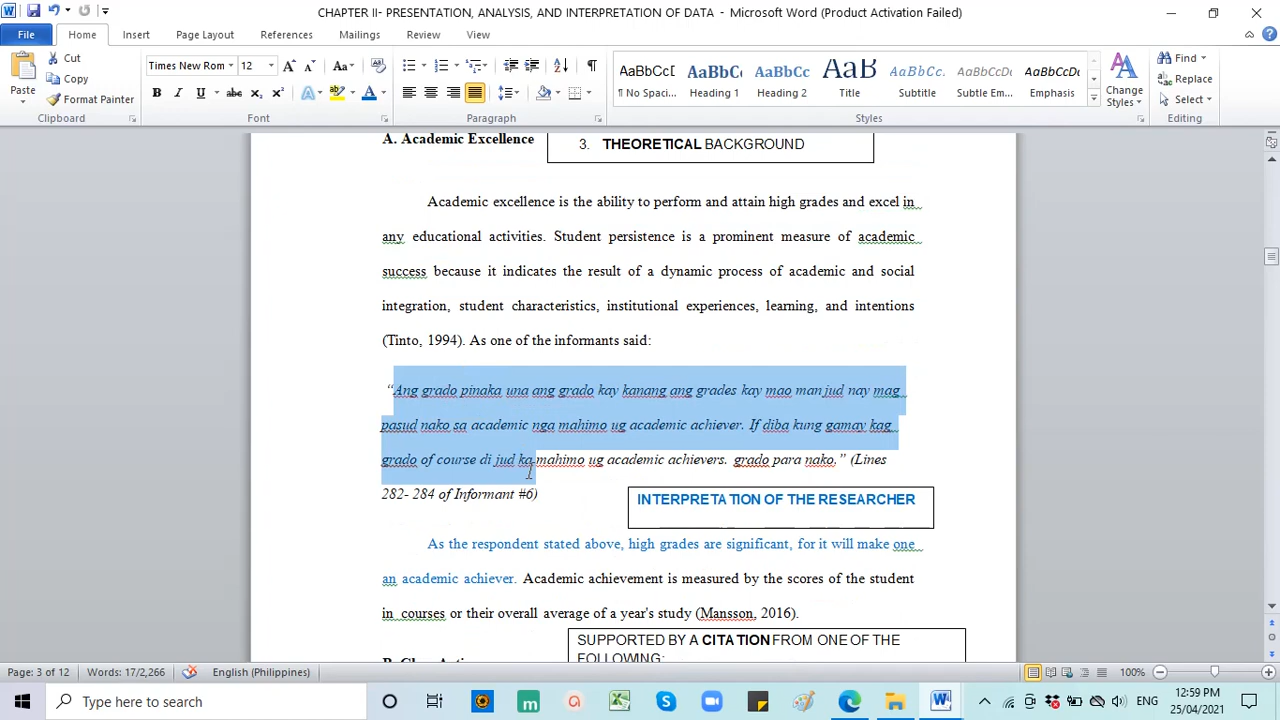 CHAPTER II- PRESENTATION, ANALYSIS, AND INTERPRETATION OF DATA - Microsoft Word (Product Activation Failed)
File Home Insert Page Layout References Mailings Review View
Paste Cut Copy Format Painter
Times New Rom 12
AaBbCcD AaBbC AaBbCc AaB AaBbCc. AaBbCcDc AaBbCcDc
¶ No Spaci... Heading 1 Heading 2 Title Subtitle Subtle Em... Emphasis
Change Styles
Find Replace Select
Clipboard Font Paragraph Styles Editing
A. Academic Excellence
3. THEORETICAL BACKGROUND
Academic excellence is the ability to perform and attain high grades and excel in
any educational activities. Student persistence is a prominent measure of academic
success because it indicates the result of a dynamic process of academic and social
integration, student characteristics, institutional experiences, learning, and intentions
(Tinto, 1994). As one of the informants said:
“Ang grado pinaka una ang grado kay kanang ang grades kay mao man jud nay mag
pasud nako sa academic nga mahimo ug academic achiever. If diba kung gamay kag
grado of course di jud ka mahimo ug academic achievers. grado para nako.” (Lines
282- 284 of Informant #6)
INTERPRETATION OF THE RESEARCHER
As the respondent stated above, high grades are significant, for it will make one
an academic achiever. Academic achievement is measured by the scores of the student
in courses or their overall average of a year's study (Mansson, 2016).
SUPPORTED BY A CITATION FROM ONE OF THE
FOLLOWING:
Page: 3 of 12 Words: 17/2,266 English (Philippines) 100%
Type here to search
ENG 12:59 PM
25/04/2021